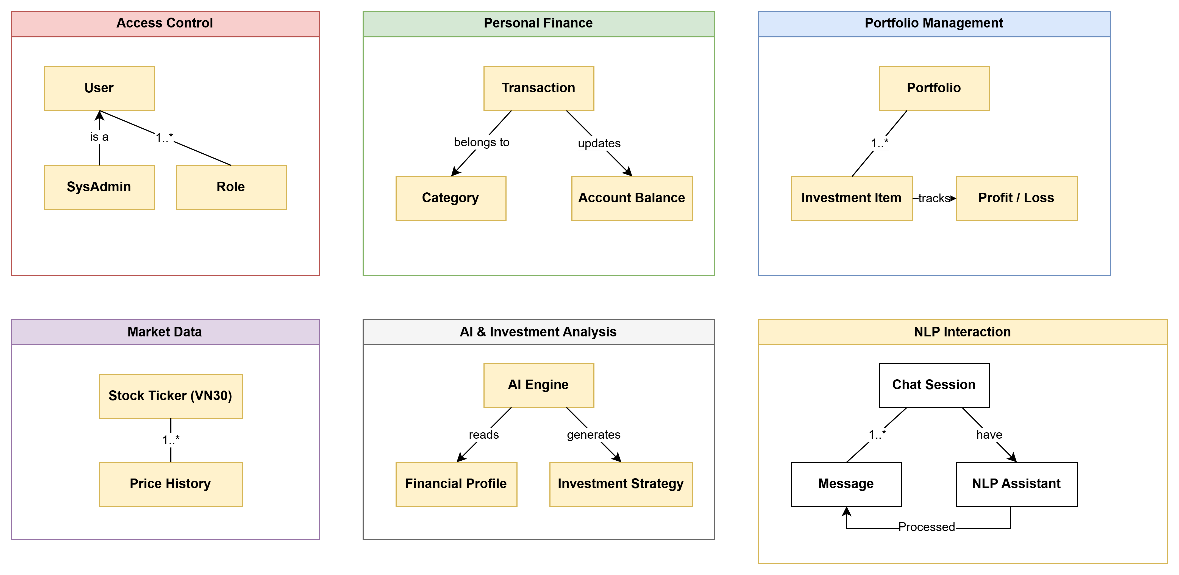 Access Control
User
is a
1..*
SysAdmin
Role
Personal Finance
Transaction
belongs to
updates
Category
Account Balance
Portfolio Management
Portfolio
1..*
Investment Item
tracks
Profit / Loss
Market Data
Stock Ticker (VN30)
1..*
Price History
AI & Investment Analysis
AI Engine
reads
generates
Financial Profile
Investment Strategy
NLP Interaction
Chat Session
1..*
have
Message
NLP Assistant
Processed